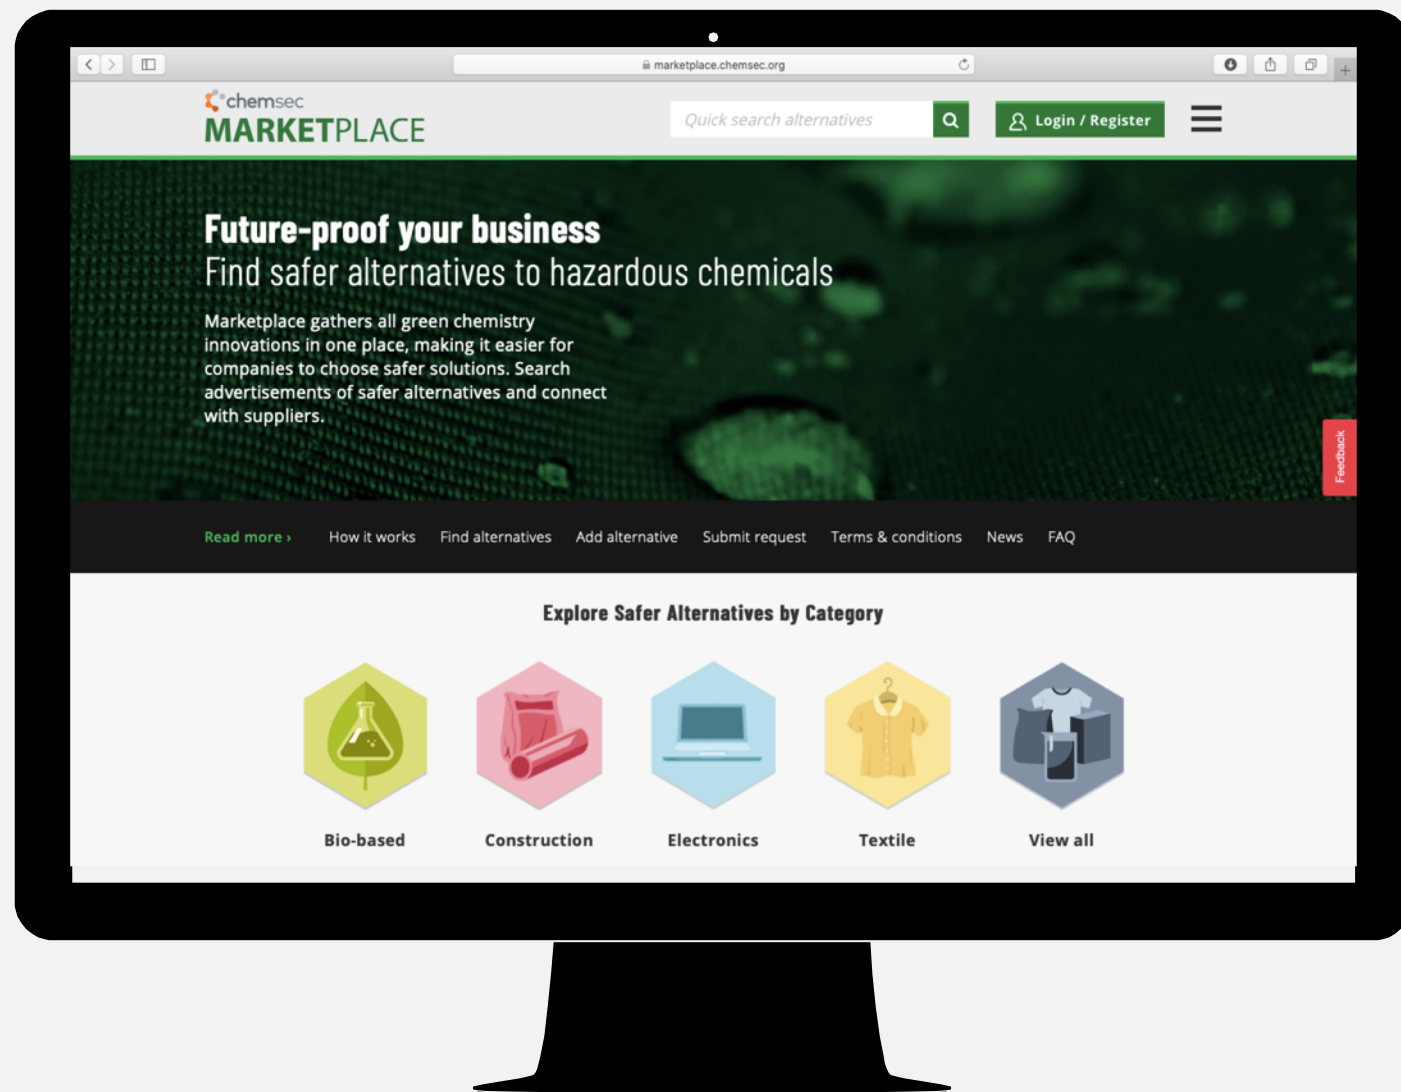 marketplace.chemsec.org
chemsec
MARKETPLACE
Quick search alternatives
Login / Register
Future-proof your business
Find safer alternatives to hazardous chemicals
Marketplace gathers all green chemistry
innovations in one place, making it easier for
companies to choose safer solutions. Search
advertisements of safer alternatives and connect
with suppliers.
Feedback
Read more › How it works Find alternatives Add alternative Submit request Terms & conditions News FAQ
Explore Safer Alternatives by Category
Bio-based Construction Electronics Textile View all